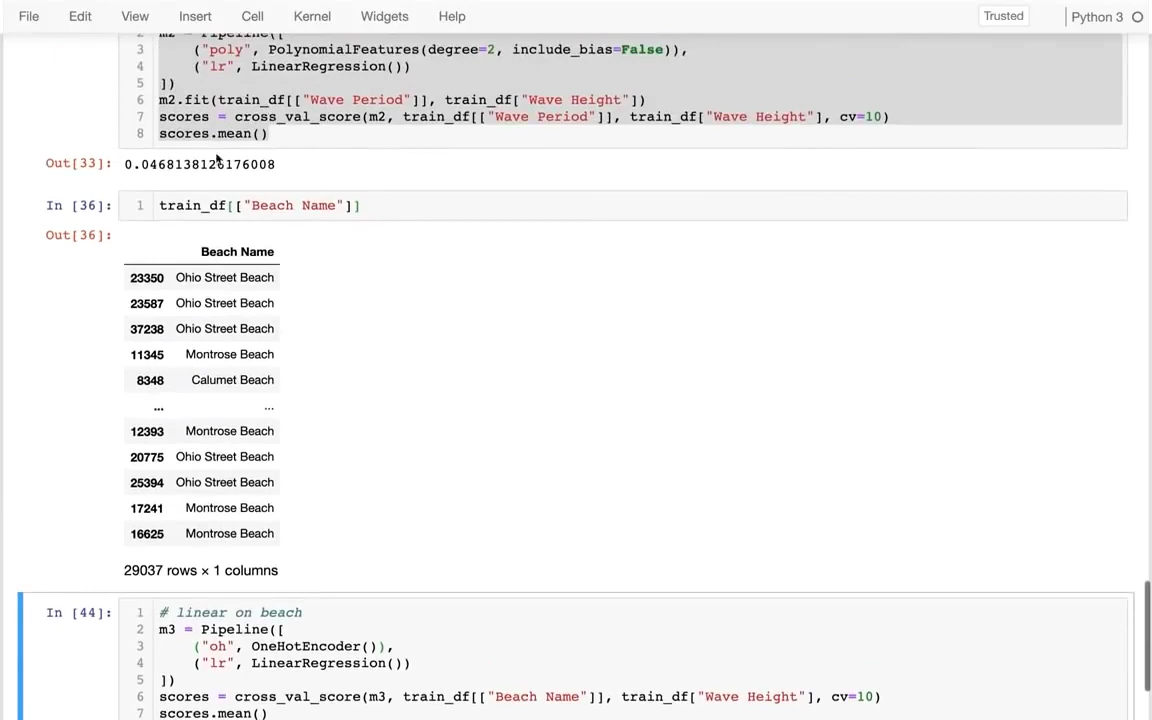 File Edit View Insert Cell Kernel Widgets Help Trusted Python 3
2 m2 = Pipeline([
3 ("poly", PolynomialFeatures(degree=2, include_bias=False)),
4 ("lr", LinearRegression())
5 ])
6 m2.fit(train_df[["Wave Period"]], train_df["Wave Height"])
7 scores = cross_val_score(m2, train_df[["Wave Period"]], train_df["Wave Height"], cv=10)
8 scores.mean()
Out[33]: 0.0468138126176008
In [36]: 1 train_df[["Beach Name"]]
Out[36]:
Beach Name
23350 Ohio Street Beach
23587 Ohio Street Beach
37238 Ohio Street Beach
11345 Montrose Beach
8348 Calumet Beach
... ...
12393 Montrose Beach
20775 Ohio Street Beach
25394 Ohio Street Beach
17241 Montrose Beach
16625 Montrose Beach
29037 rows × 1 columns
In [44]: 1 # linear on beach
2 m3 = Pipeline([
3 ("oh", OneHotEncoder()),
4 ("lr", LinearRegression())
5 ])
6 scores = cross_val_score(m3, train_df[["Beach Name"]], train_df["Wave Height"], cv=10)
7 scores.mean()